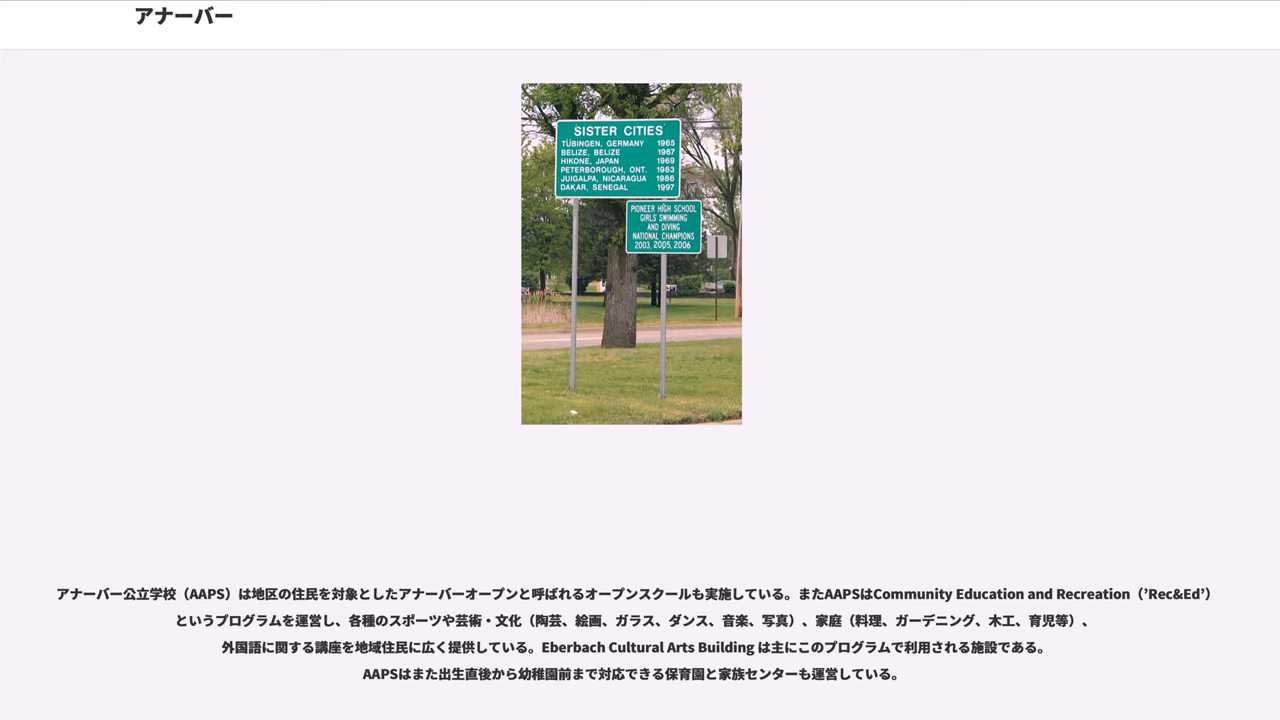 アナーバー
SISTER CITIES
TÜBINGEN, GERMANY 1965
BELIZE, BELIZE 1967
HIKONE, JAPAN 1969
PETERBOROUGH, ONT. 1983
JUIGALPA, NICARAGUA 1986
DAKAR, SENEGAL 1997
PIONEER HIGH SCHOOL
GIRLS' SWIMMING
AND DIVING
NATIONAL CHAMPIONS
2003, 2005, 2006
アナーバー公立学校（AAPS）は地区の住民を対象としたアナーバーオープンと呼ばれるオープンスクールも実施している。またAAPSはCommunity Education and Recreation（’Rec&Ed’）
というプログラムを運営し、各種のスポーツや芸術・文化（陶芸、絵画、ガラス、ダンス、音楽、写真）、家庭（料理、ガーデニング、木工、育児等）、
外国語に関する講座を地域住民に広く提供している。Eberbach Cultural Arts Building は主にこのプログラムで利用される施設である。
AAPSはまた出生直後から幼稚園前まで対応できる保育園と家族センターも運営している。